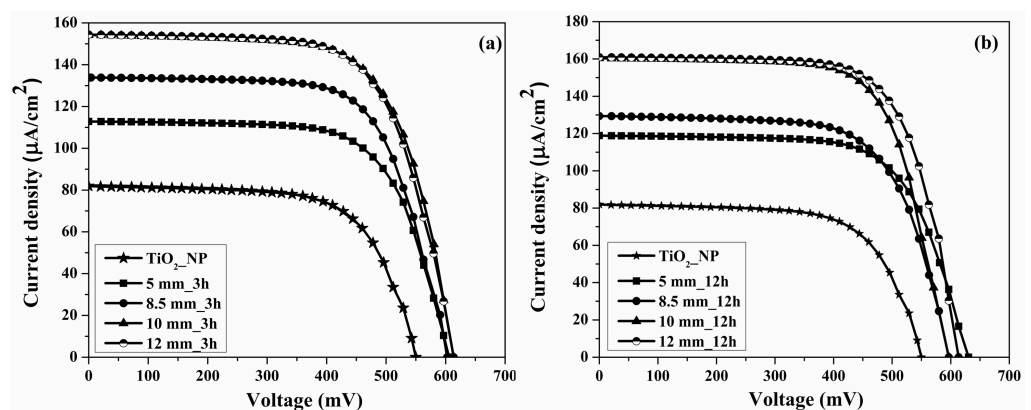 (a)
Current density (µA/cm²)
160
140
120
100
80
60
40
20
0
TiO₂_NP
5 mm_3h
8.5 mm_3h
10 mm_3h
12 mm_3h
0 100 200 300 400 500 600 700
Voltage (mV)
(b)
Current density (µA/cm²)
180
160
140
120
100
80
60
40
20
0
TiO₂_NP
5 mm_12h
8.5 mm_12h
10 mm_12h
12 mm_12h
0 100 200 300 400 500 600 700
Voltage (mV)